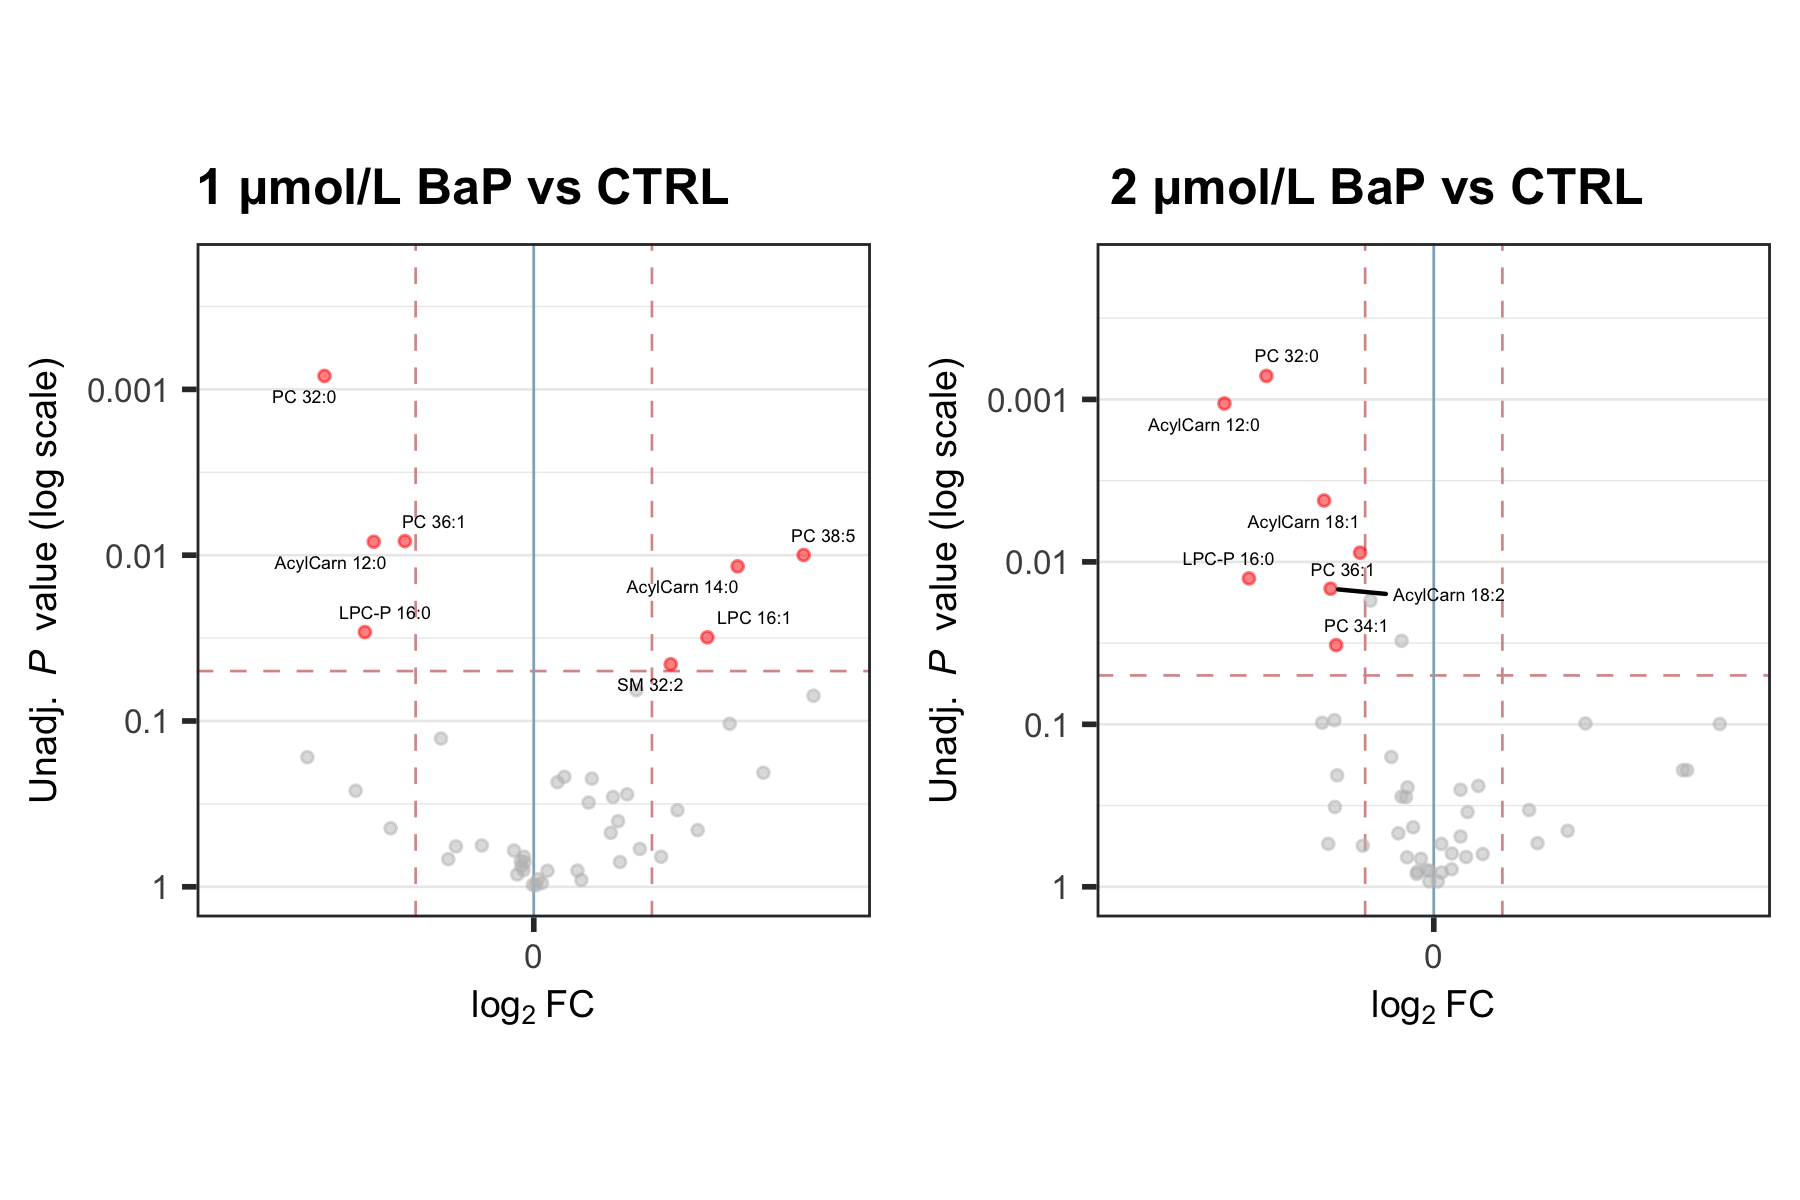 1 µmol/L BaP vs CTRL
Unadj. P value (log scale)
0.001
0.01
0.1
1
PC 32:0
PC 36:1
AcylCarn 12:0
LPC-P 16:0
PC 38:5
AcylCarn 14:0
LPC 16:1
SM 32:2
0
log2 FC
2 µmol/L BaP vs CTRL
Unadj. P value (log scale)
0.001
0.01
0.1
1
PC 32:0
AcylCarn 12:0
AcylCarn 18:1
LPC-P 16:0
PC 36:1
AcylCarn 18:2
PC 34:1
0
log2 FC